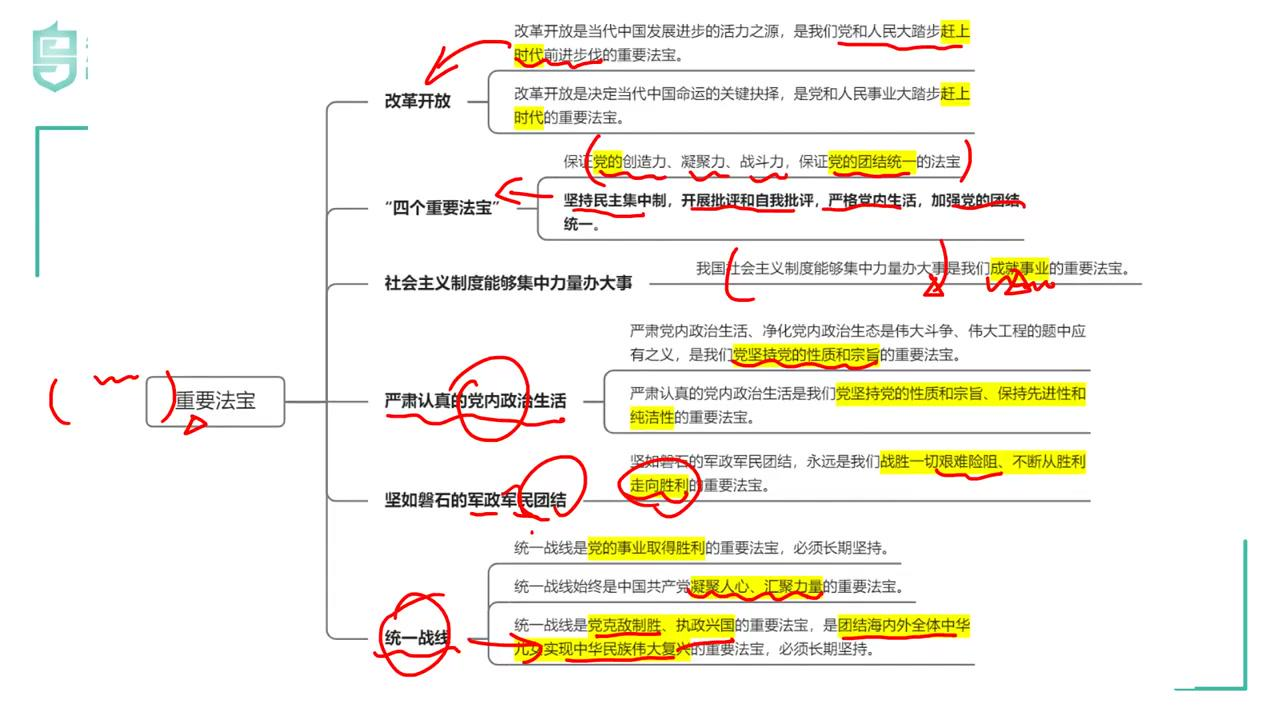 改革开放是当代中国发展进步的活力之源，是我们党和人民大踏步赶上
时代前进步伐的重要法宝。
改革开放
改革开放是决定当代中国命运的关键抉择，是党和人民事业大踏步赶上
时代的重要法宝。
保证党的创造力、凝聚力、战斗力，保证党的团结统一的法宝
“四个重要法宝”
坚持民主集中制，开展批评和自我批评，严格党内生活，加强党的团结
统一。
社会主义制度能够集中力量办大事
我国社会主义制度能够集中力量办大事是我们成就事业的重要法宝。
严肃党内政治生活、净化党内政治生态是伟大斗争、伟大工程的题中应
有之义，是我们党坚持党的性质和宗旨的重要法宝。
重要法宝
严肃认真的党内政治生活
严肃认真的党内政治生活是我们党坚持党的性质和宗旨、保持先进性和
纯洁性的重要法宝。
坚如磐石的军政军民团结
坚如磐石的军政军民团结，永远是我们战胜一切艰难险阻、不断从胜利
走向胜利的重要法宝。
统一战线是党的事业取得胜利的重要法宝，必须长期坚持。
统一战线始终是中国共产党凝聚人心、汇聚力量的重要法宝。
统一战线
统一战线是党克敌制胜、执政兴国的重要法宝，是团结海内外全体中华
儿女实现中华民族伟大复兴的重要法宝，必须长期坚持。